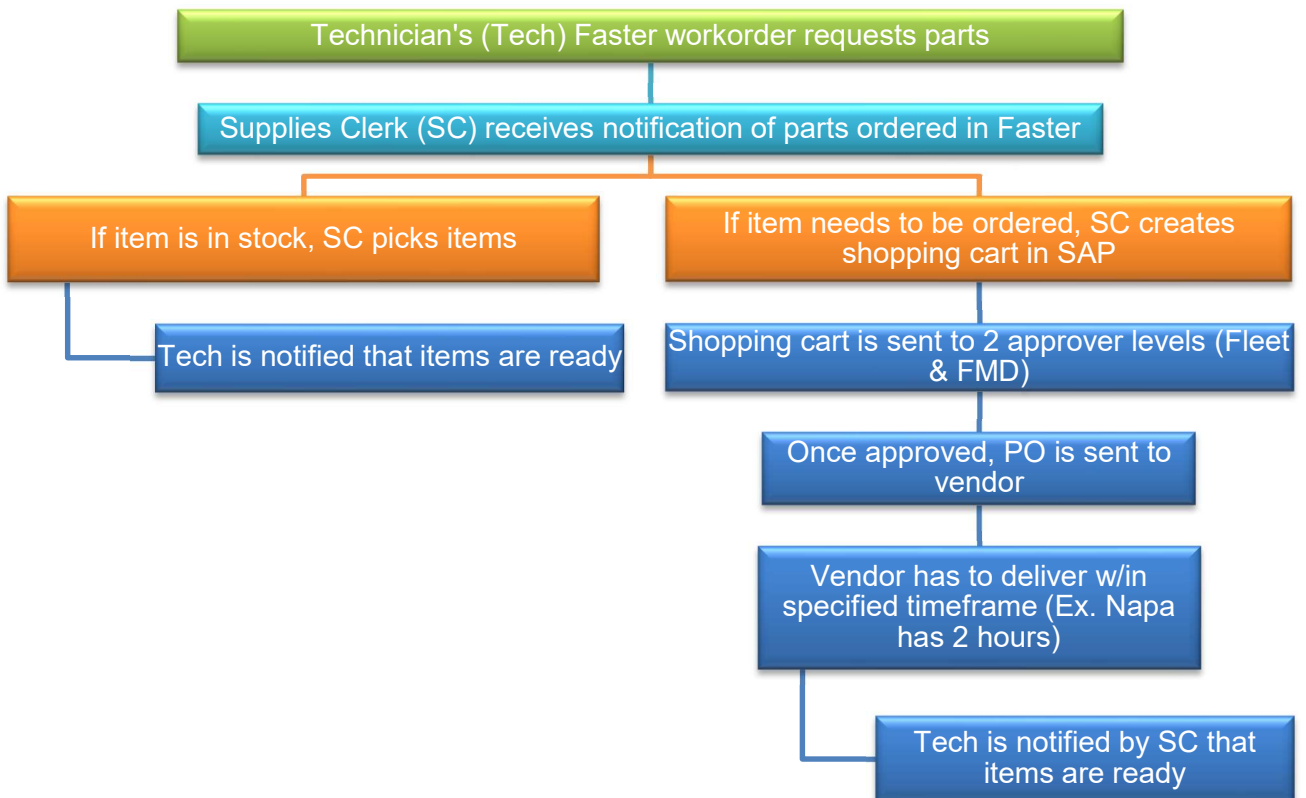 Technician's (Tech) Faster workorder requests parts
Supplies Clerk (SC) receives notification of parts ordered in Faster
If item is in stock, SC picks items
Tech is notified that items are ready
If item needs to be ordered, SC creates
shopping cart in SAP
Shopping cart is sent to 2 approver levels (Fleet
& FMD)
Once approved, PO is sent to
vendor
Vendor has to deliver w/in
specified timeframe (Ex. Napa
has 2 hours)
Tech is notified by SC that
items are ready